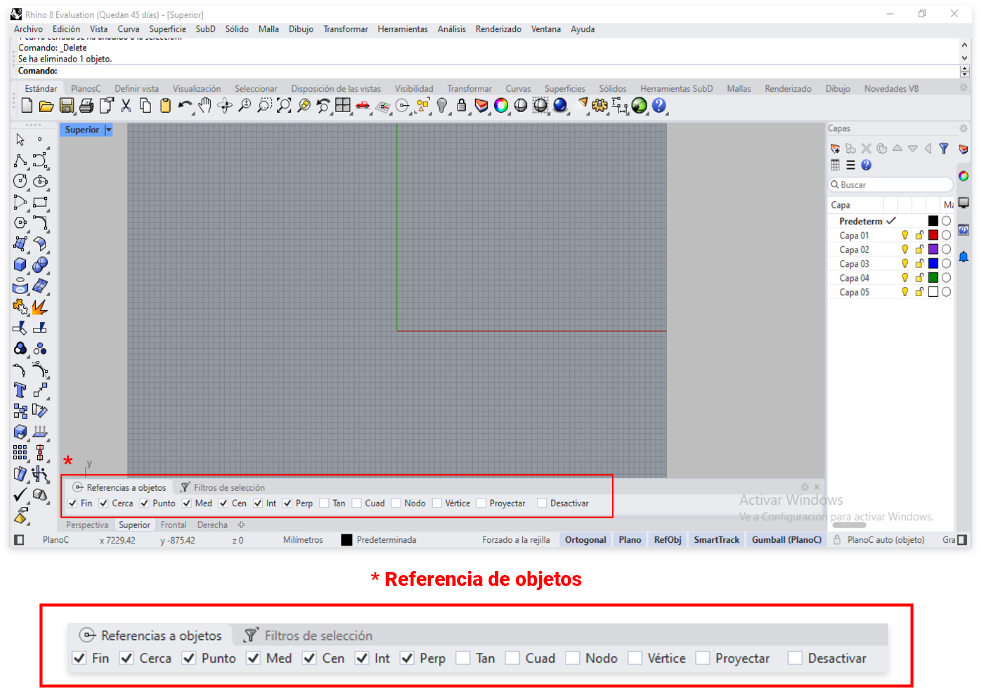 Rhino 8 Evaluation (Quedan 45 días) - [Superior]
Archivo Edición Vista Curva Superficie SubD Sólido Malla Dibujo Transformar Herramientas Análisis Renderizado Ventana Ayuda
1 curva cerrada se ha añadido a la selección.
Comando: _Delete
Se ha eliminado 1 objeto.
Comando:
Estándar PlanosC Definir vista Visualización Seleccionar Disposición de las vistas Visibilidad Transformar Curvas Superficies Sólidos Herramientas SubD Mallas Renderizado Dibujo Novedades V8
Superior
Capas
Buscar
Capa Ma
Predeterm
Capa 01
Capa 02
Capa 03
Capa 04
Capa 05
* y
Referencias a objetos Filtros de selección
Fin Cerca Punto Med Cen Int Perp Tan Cuad Nodo Vértice Proyectar Desactivar
Activar Windows
Ve a Configuración para activar Windows.
Perspectiva Superior Frontal Derecha
PlanoC x 7229.42 y -875.42 z 0 Milímetros Predeterminada Forzado a la rejilla Ortogonal Plano RefObj SmartTrack Gumball (PlanoC) PlanoC auto (objeto) Gra
* Referencia de objetos
Referencias a objetos Filtros de selección
Fin Cerca Punto Med Cen Int Perp Tan Cuad Nodo Vértice Proyectar Desactivar